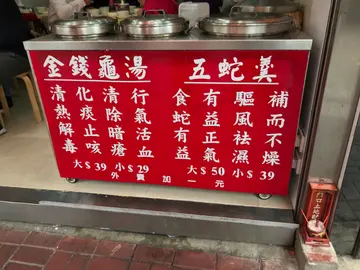 金錢龜湯
清熱解毒
化痰止咳
清除暗瘡
行氣活血
大$39 小$29
五蛇羹
食蛇有益
有益正氣
驅風祛濕
補而不燥
大$50 小$39
外賣加一元